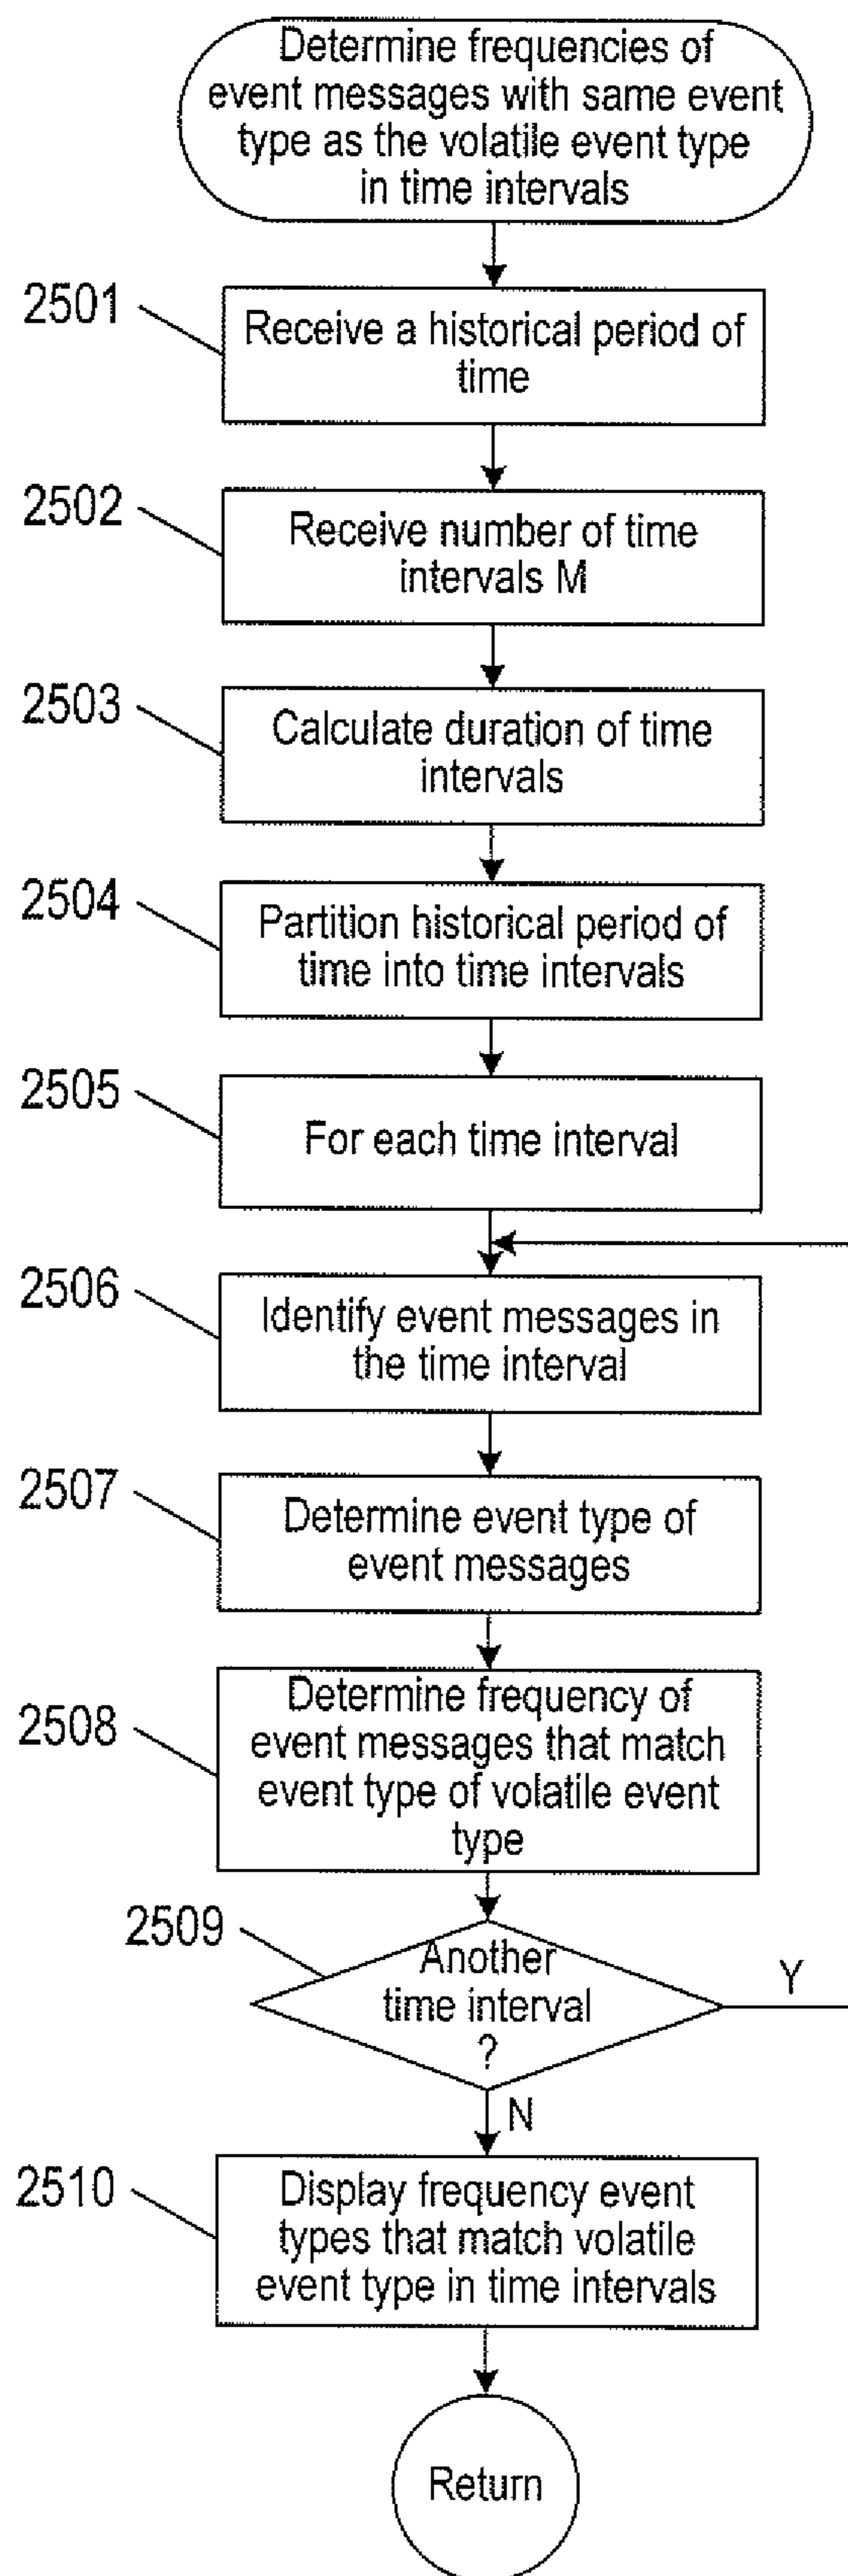 Determine frequencies of
event messages with same event
type as the volatile event type
in time intervals
2501
Receive a historical period of
time
2502
Receive number of time
intervals M
2503
Calculate duration of time
intervals
2504
Partition historical period of
time into time intervals
2505
For each time interval
2506
Identify event messages in
the time interval
2507
Determine event type of
event messages
2508
Determine frequency of
event messages that match
event type of volatile event
type
2509
Another
time interval
?
Y
N
2510
Display frequency event
types that match volatile
event type in time intervals
Return